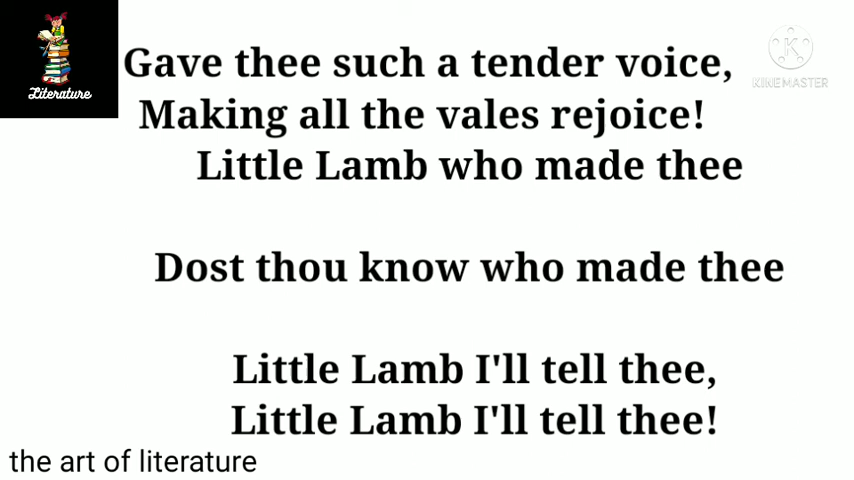 Literature
KINEMASTER
Gave thee such a tender voice,
Making all the vales rejoice!
Little Lamb who made thee
Dost thou know who made thee
Little Lamb I'll tell thee,
Little Lamb I'll tell thee!
the art of literature